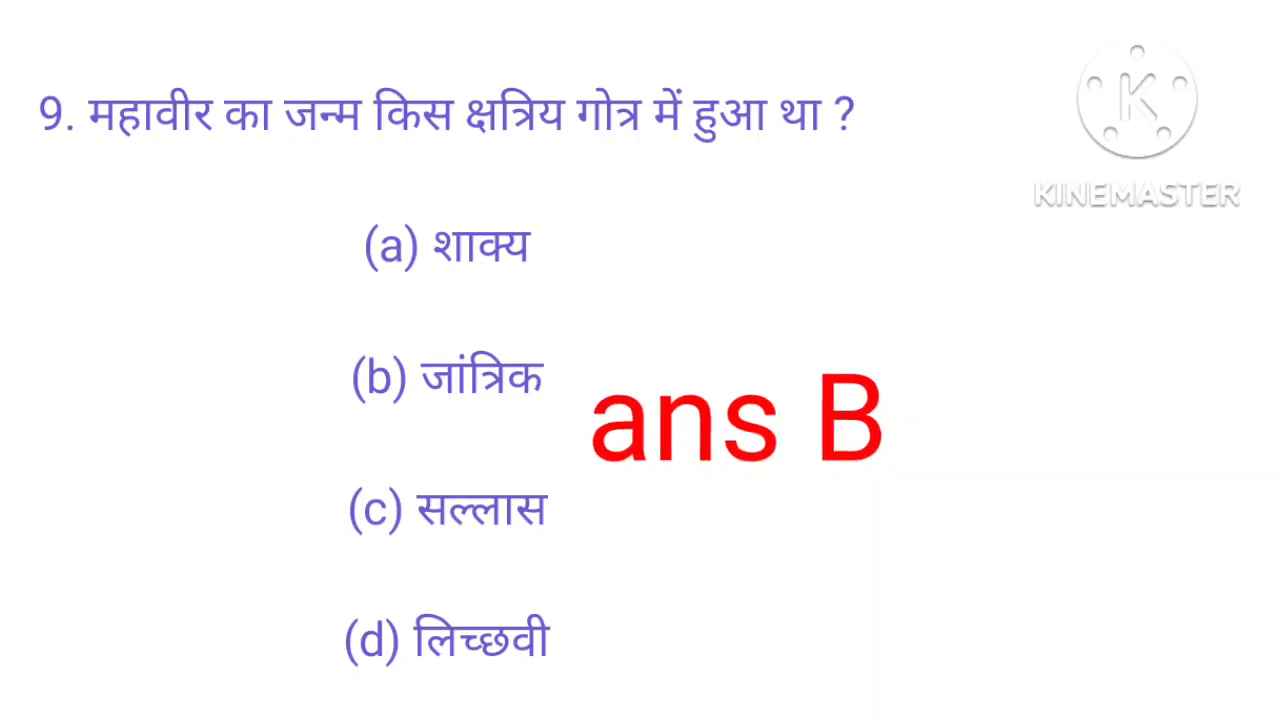 9. महावीर का जन्म किस क्षत्रिय गोत्र में हुआ था ?
KINEMASTER
(a) शाक्य
(b) जांत्रिक
ans B
(c) सल्लास
(d) लिच्छवी